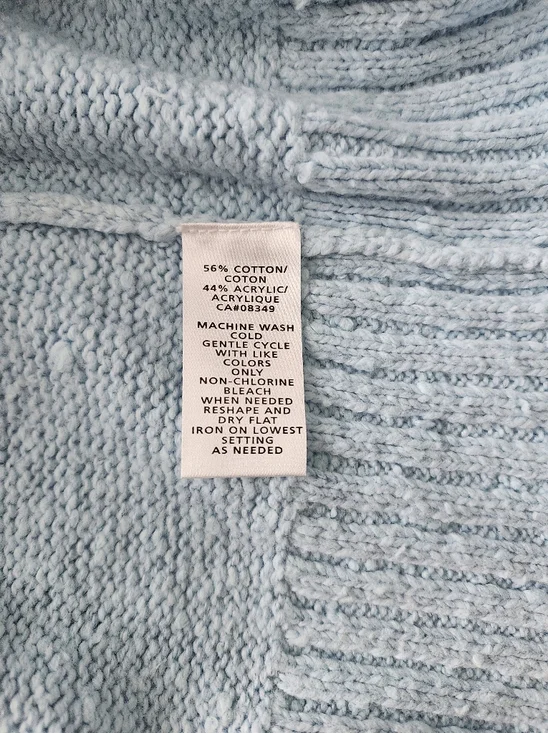 56% COTTON/
COTON
44% ACRYLIC/
ACRYLIQUE
CA#08349
MACHINE WASH
COLD
GENTLE CYCLE
WITH LIKE
COLORS
ONLY
NON-CHLORINE
BLEACH
WHEN NEEDED
RESHAPE AND
DRY FLAT
IRON ON LOWEST
SETTING
AS NEEDED